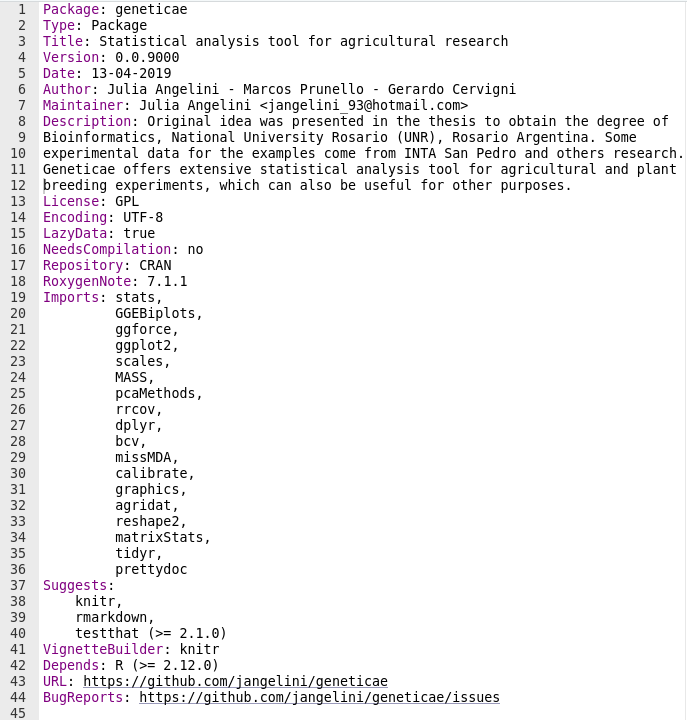 1 Package: geneticae
2 Type: Package
3 Title: Statistical analysis tool for agricultural research
4 Version: 0.0.9000
5 Date: 13-04-2019
6 Author: Julia Angelini - Marcos Prunello - Gerardo Cervigni
7 Maintainer: Julia Angelini <jangelini_93@hotmail.com>
8 Description: Original idea was presented in the thesis to obtain the degree of
9 Bioinformatics, National University Rosario (UNR), Rosario Argentina. Some
10 experimental data for the examples come from INTA San Pedro and others research.
11 Geneticae offers extensive statistical analysis tool for agricultural and plant
12 breeding experiments, which can also be useful for other purposes.
13 License: GPL
14 Encoding: UTF-8
15 LazyData: true
16 NeedsCompilation: no
17 Repository: CRAN
18 RoxygenNote: 7.1.1
19 Imports: stats,
20 GGEBiplots,
21 ggforce,
22 ggplot2,
23 scales,
24 MASS,
25 pcaMethods,
26 rrcov,
27 dplyr,
28 bcv,
29 missMDA,
30 calibrate,
31 graphics,
32 agridat,
33 reshape2,
34 matrixStats,
35 tidyr,
36 prettydoc
37 Suggests:
38 knitr,
39 rmarkdown,
40 testthat (>= 2.1.0)
41 VignetteBuilder: knitr
42 Depends: R (>= 2.12.0)
43 URL: https://github.com/jangelini/geneticae
44 BugReports: https://github.com/jangelini/geneticae/issues
45